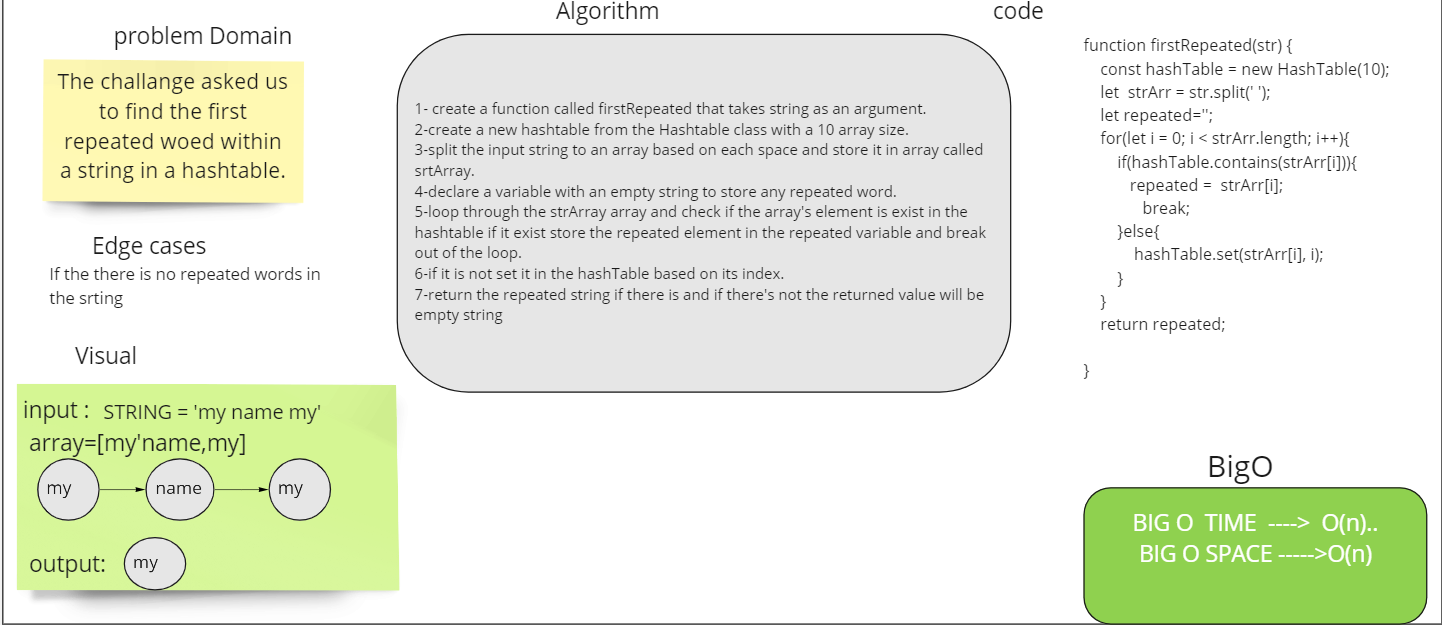 problem Domain
The challange asked us
to find the first
repeated woed within
a string in a hashtable.
Edge cases
If the there is no repeated words in
the srting
Visual
input : STRING = 'my name my'
array=[my'name,my]
my name my
output: my
Algorithm
1- create a function called firstRepeated that takes string as an argument.
2-create a new hashtable from the Hashtable class with a 10 array size.
3-split the input string to an array based on each space and store it in array called
srtArray.
4-declare a variable with an empty string to store any repeated word.
5-loop through the strArray array and check if the array's element is exist in the
hashtable if it exist store the repeated element in the repeated variable and break
out of the loop.
6-if it is not set it in the hashTable based on its index.
7-return the repeated string if there is and if there's not the returned value will be
empty string
code
function firstRepeated(str) {
const hashTable = new HashTable(10);
let strArr = str.split(' ');
let repeated='';
for(let i = 0; i < strArr.length; i++){
if(hashTable.contains(strArr[i])){
repeated = strArr[i];
break;
}else{
hashTable.set(strArr[i], i);
}
}
return repeated;
}
BigO
BIG O TIME ----> O(n)..
BIG O SPACE ----->O(n)